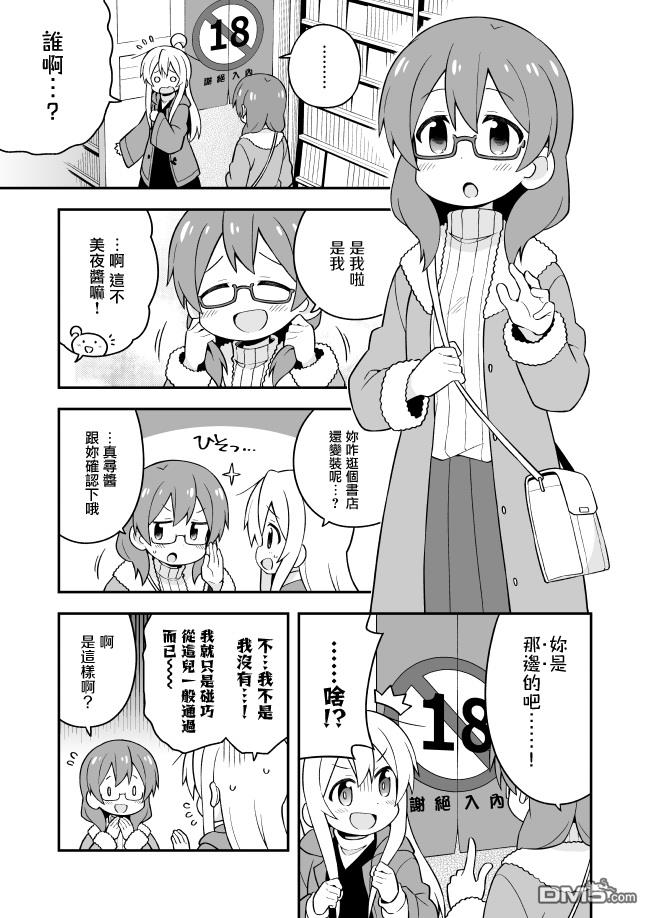 ……
18
謝絕入內
誰啊…？
是我啦
是我
…啊 這不
美夜醬嘛！
妳咋逛個書店
還變裝呢…？
ひそっ…
…真尋醬
跟妳確認下哦
妳是
那邊的吧……！
18
謝絕入內
……啥!?
不…我不是
我沒有…！
我就只是碰巧
從這兒一般通過
而已～～～
啊
是這樣啊？
DM5.com